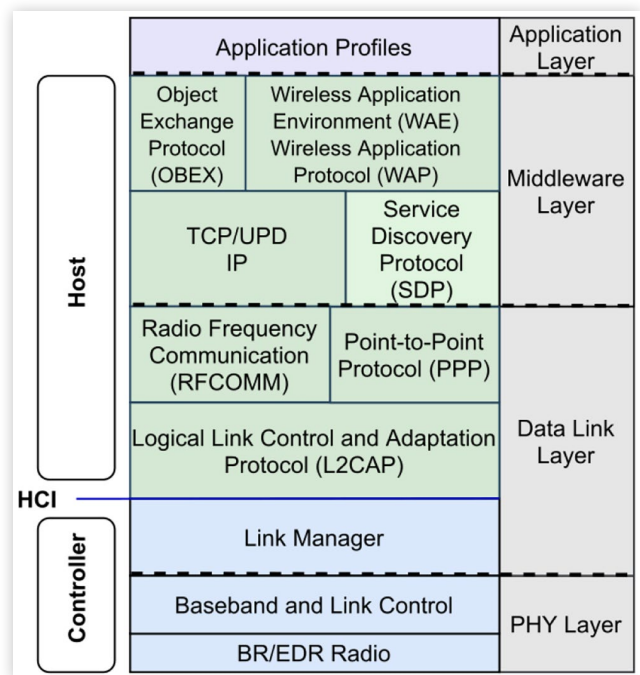 Application Profiles
Application
Layer
Object
Exchange
Protocol
(OBEX)
Wireless Application
Environment (WAE)
Wireless Application
Protocol (WAP)
Middleware
Layer
TCP/UPD
IP
Service
Discovery
Protocol
(SDP)
Host
Radio Frequency
Communication
(RFCOMM)
Point-to-Point
Protocol (PPP)
Logical Link Control and Adaptation
Protocol (L2CAP)
Data Link
Layer
HCI
Link Manager
Controller
Baseband and Link Control
PHY Layer
BR/EDR Radio